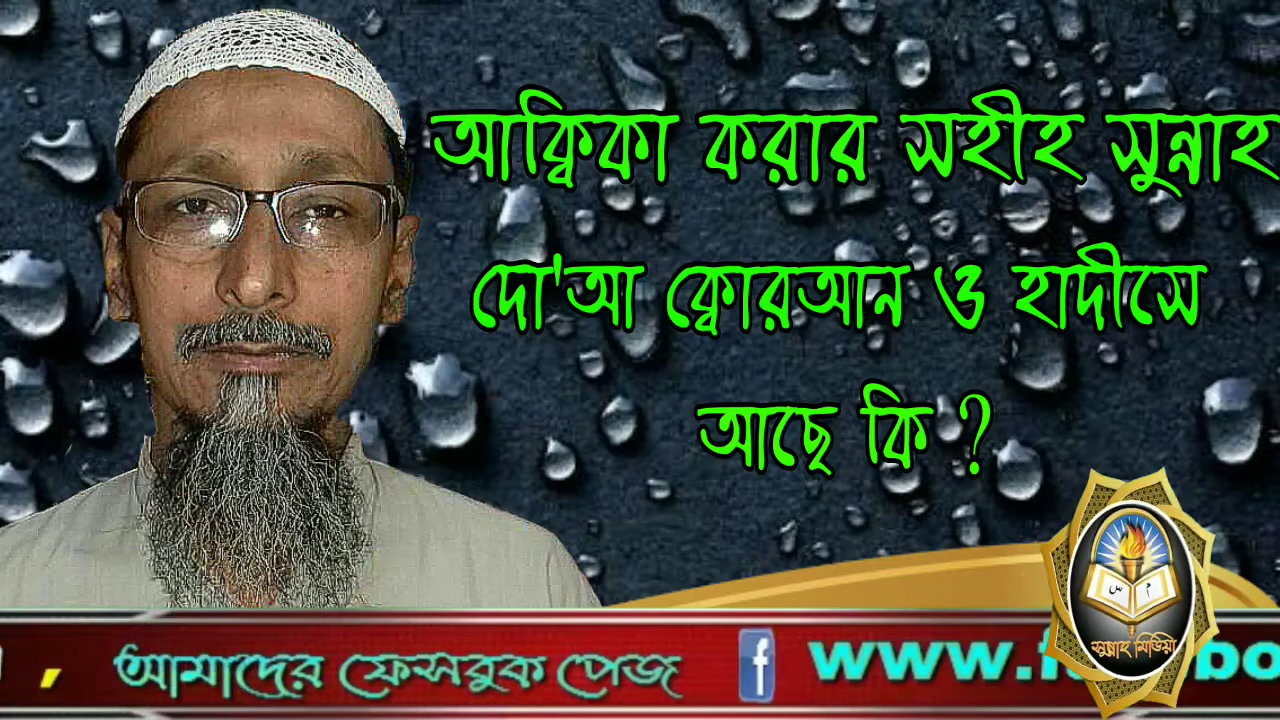 আক্বিকা করার সহীহ সুন্নাহ
দো'আ ক্বোরআন ও হাদীসে
আছে কি ?
س م
সুন্নাহ মিডিয়া
, আমাদের ফেসবুক পেজ f www.f